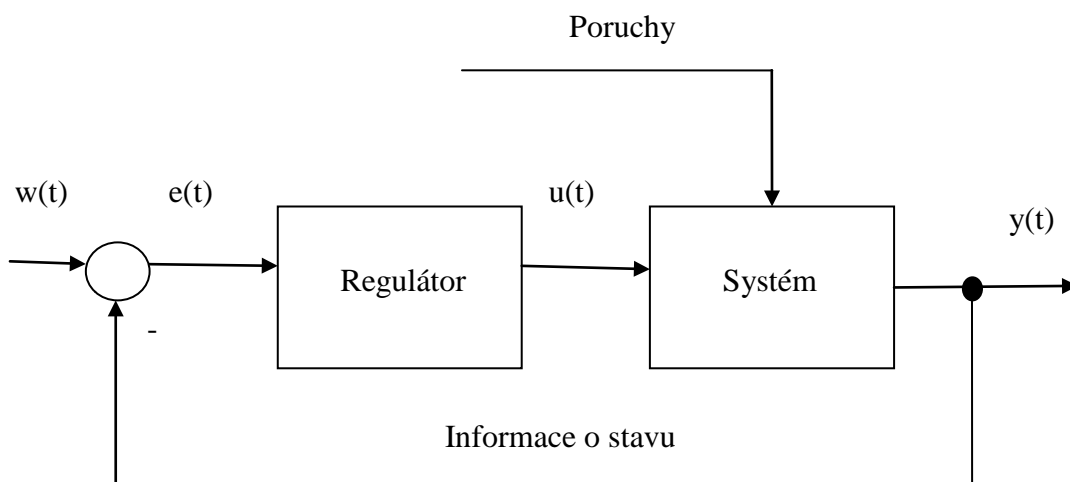 Poruchy
w(t)
e(t)
u(t)
y(t)
Regulátor
Systém
-
Informace o stavu